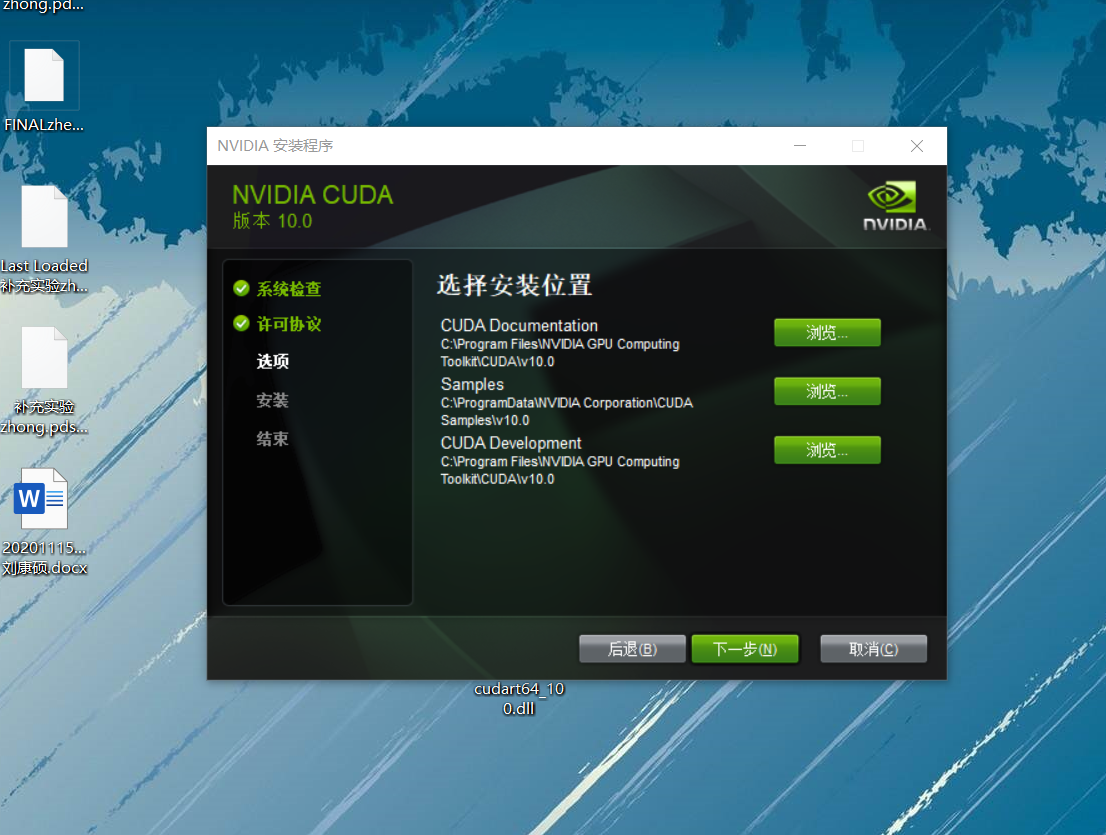 zhong.pd...
FINALzhe...
Last Loaded
补充实验zh...
补充实验
zhong.pds...
W
20201115...
刘康硕.docx
NVIDIA 安装程序
NVIDIA CUDA
版本 10.0
NVIDIA
系统检查
许可协议
选项
安装
结束
选择安装位置
CUDA Documentation
C:\Program Files\NVIDIA GPU Computing
Toolkit\CUDA\v10.0
浏览...
Samples
C:\ProgramData\NVIDIA Corporation\CUDA
Samples\v10.0
浏览...
CUDA Development
C:\Program Files\NVIDIA GPU Computing
Toolkit\CUDA\v10.0
浏览...
后退(B)
下一步(N)
取消(C)
cudart64_10
0.dll